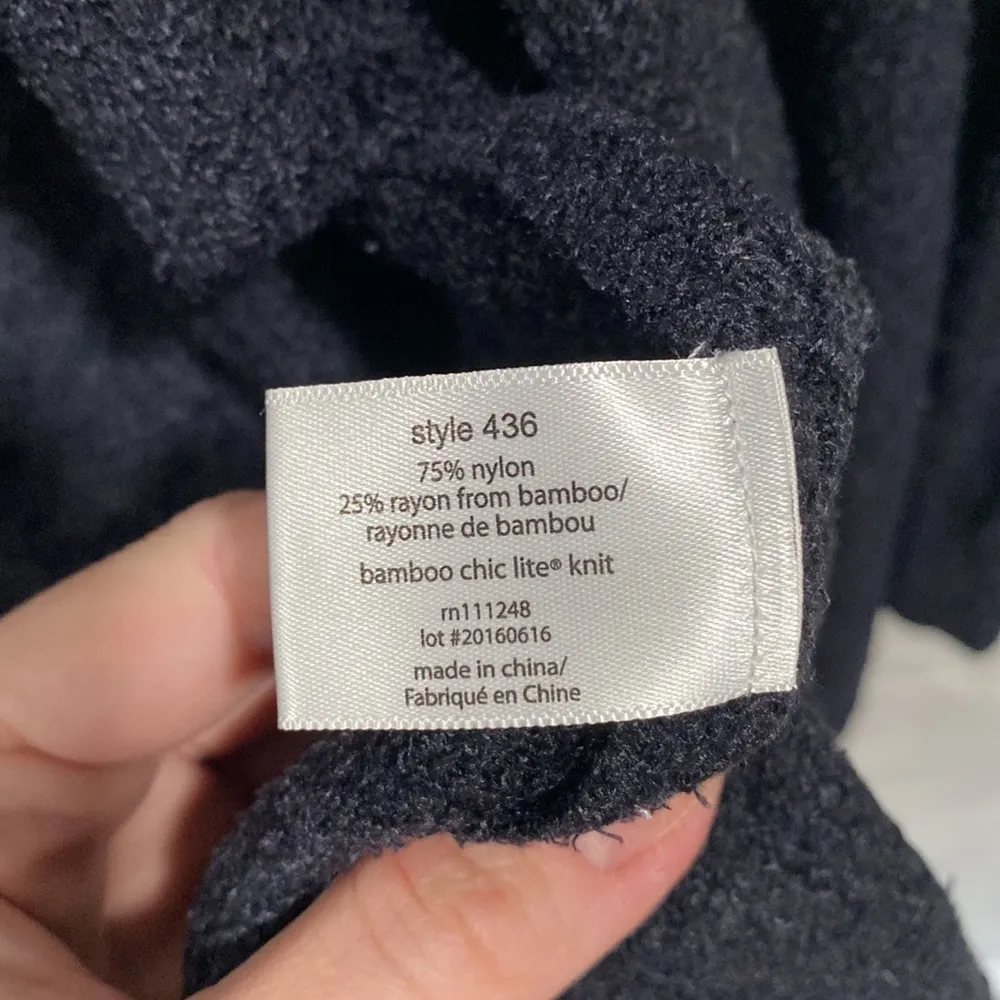 style 436
75% nylon
25% rayon from bamboo/
rayonne de bambou
bamboo chic lite® knit
rn111248
lot #20160616
made in china/
Fabriqué en Chine